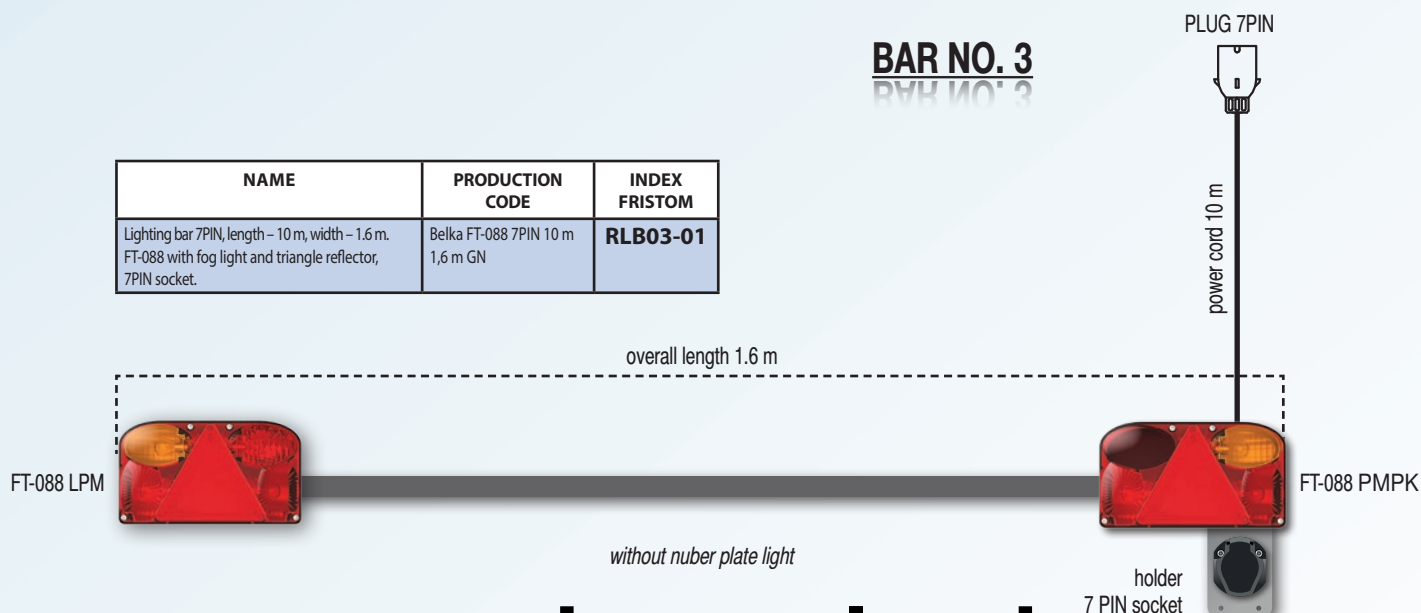 PLUG 7PIN
BAR NO. 3
NAME
PRODUCTION
CODE
INDEX
FRISTOM
Lighting bar 7PIN, length – 10 m, width – 1.6 m.
FT-088 with fog light and triangle reflector,
7PIN socket.
Belka FT-088 7PIN 10 m
1,6 m GN
RLB03-01
power cord 10 m
overall length 1.6 m
FT-088 LPM
FT-088 PMPK
without nuber plate light
holder
7 PIN socket